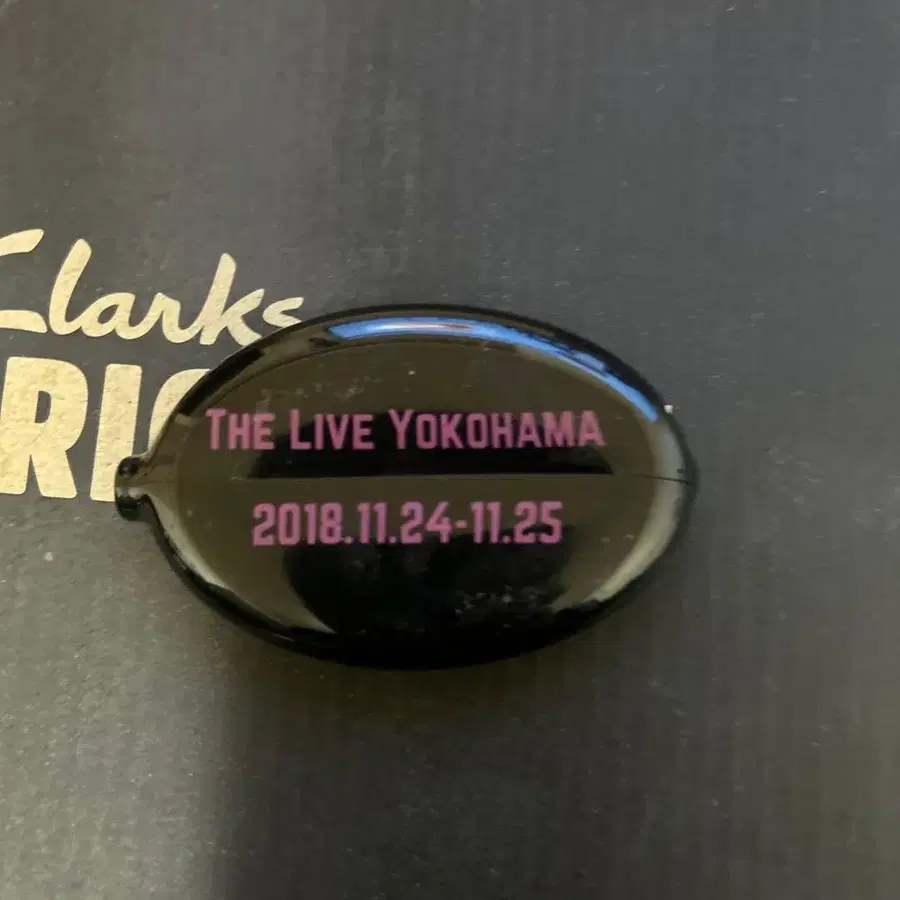 Clarks
THE LIVE YOKOHAMA
2018.11.24-11.25